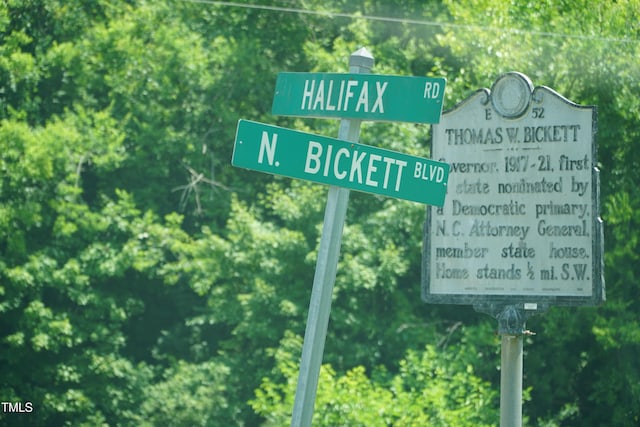 HALIFAX RD
N. BICKETT BLVD
E 52
THOMAS W. BICKETT
Governor, 1917-21, first
state nominated by
a Democratic primary.
N.C. Attorney General,
member state house.
Home stands ½ mi. S.W.
TMLS